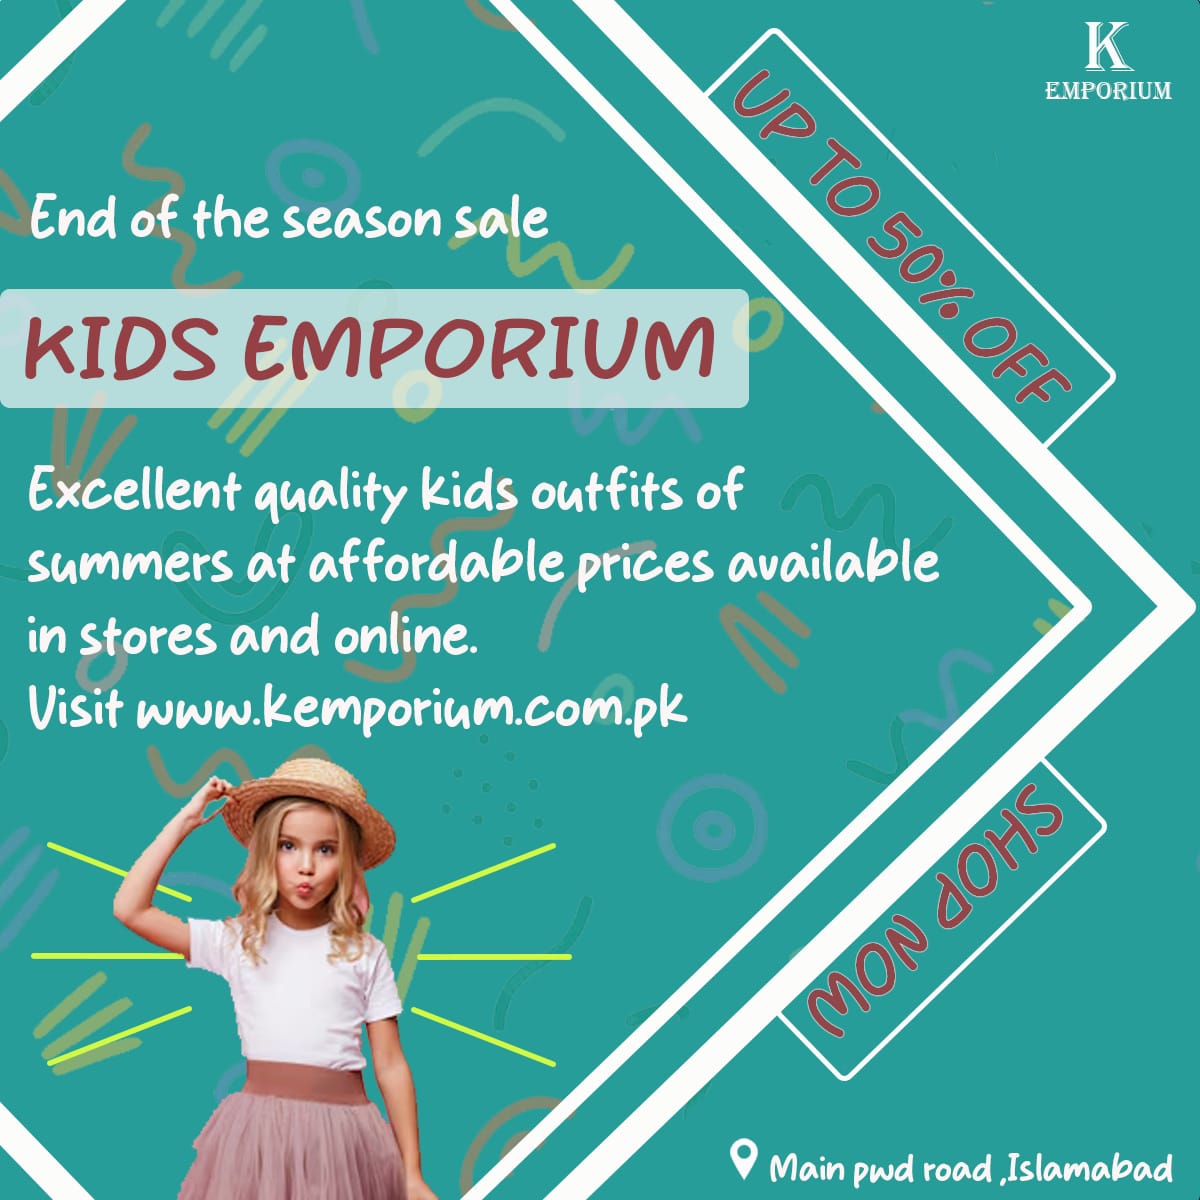 K
EMPORIUM
UP TO 50% OFF
End of the season sale
KIDS EMPORIUM
Excellent quality kids outfits of
summers at affordable prices available
in stores and online.
Visit www.kemporium.com.pk
SHOP NOW
Main pwd road ,Islamabad